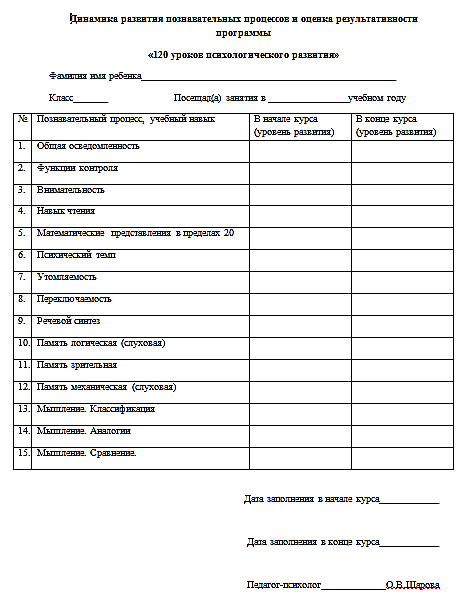 Динамика развития познавательных процессов и оценка результативности
программы
«120 уроков психологического развития»
Фамилия имя ребенка___________________________________________________
Класс_______ Посещал(а) занятия в ________________учебном году
№ Познавательный процесс, учебный навык В начале курса (уровень развития) В конце курса (уровень развития)
1. Общая осведомленность
2. Функции контроля
3. Внимательность
4. Навык чтения
5. Математические представления в пределах 20
6. Психический темп
7. Утомляемость
8. Переключаемость
9. Речевой синтез
10. Память логическая (слуховая)
11. Память зрительная
12. Память механическая (слуховая)
13. Мышление. Классификация
14. Мышление. Аналогии
15. Мышление. Сравнение.
Дата заполнения в начале курса____________
Дата заполнения в конце курса____________
Педагог-психолог_____________О.В.Шарова